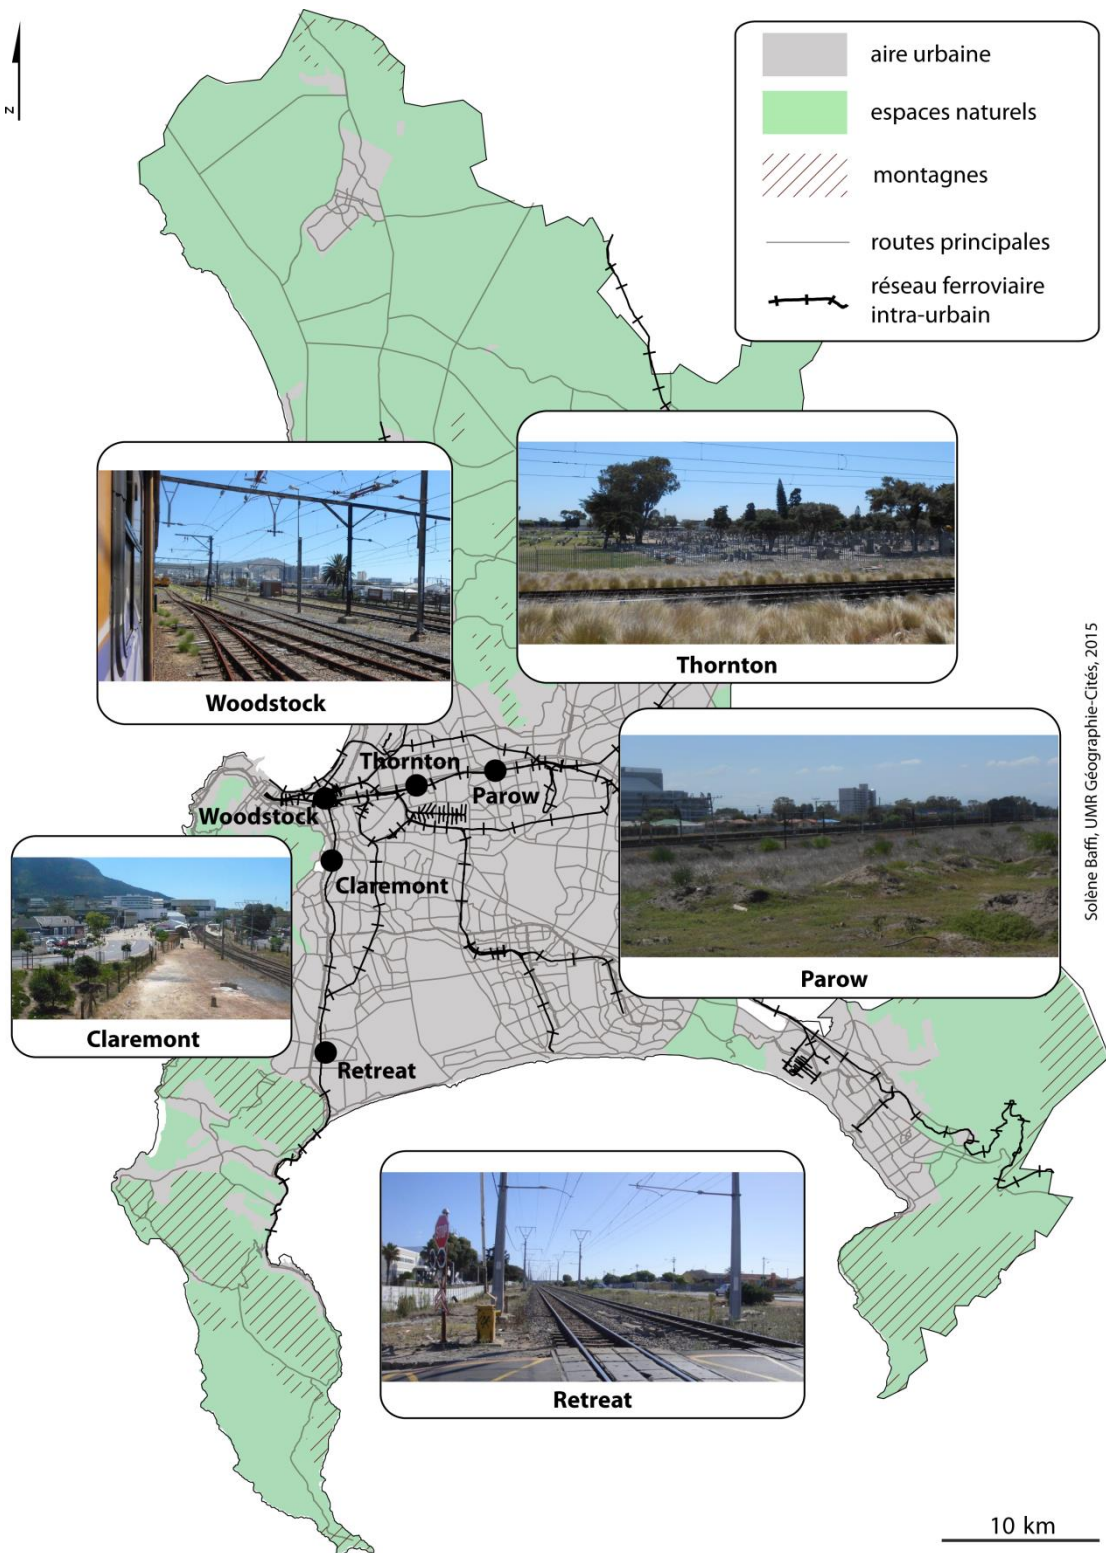 N
aire urbaine
espaces naturels
montagnes
routes principales
réseau ferroviaire
intra-urbain
Woodstock
Thornton
Thornton
Parow
Woodstock
Claremont
Parow
Claremont
Retreat
Retreat
Solène Baffi, UMR Géographie-Cités, 2015
10 km